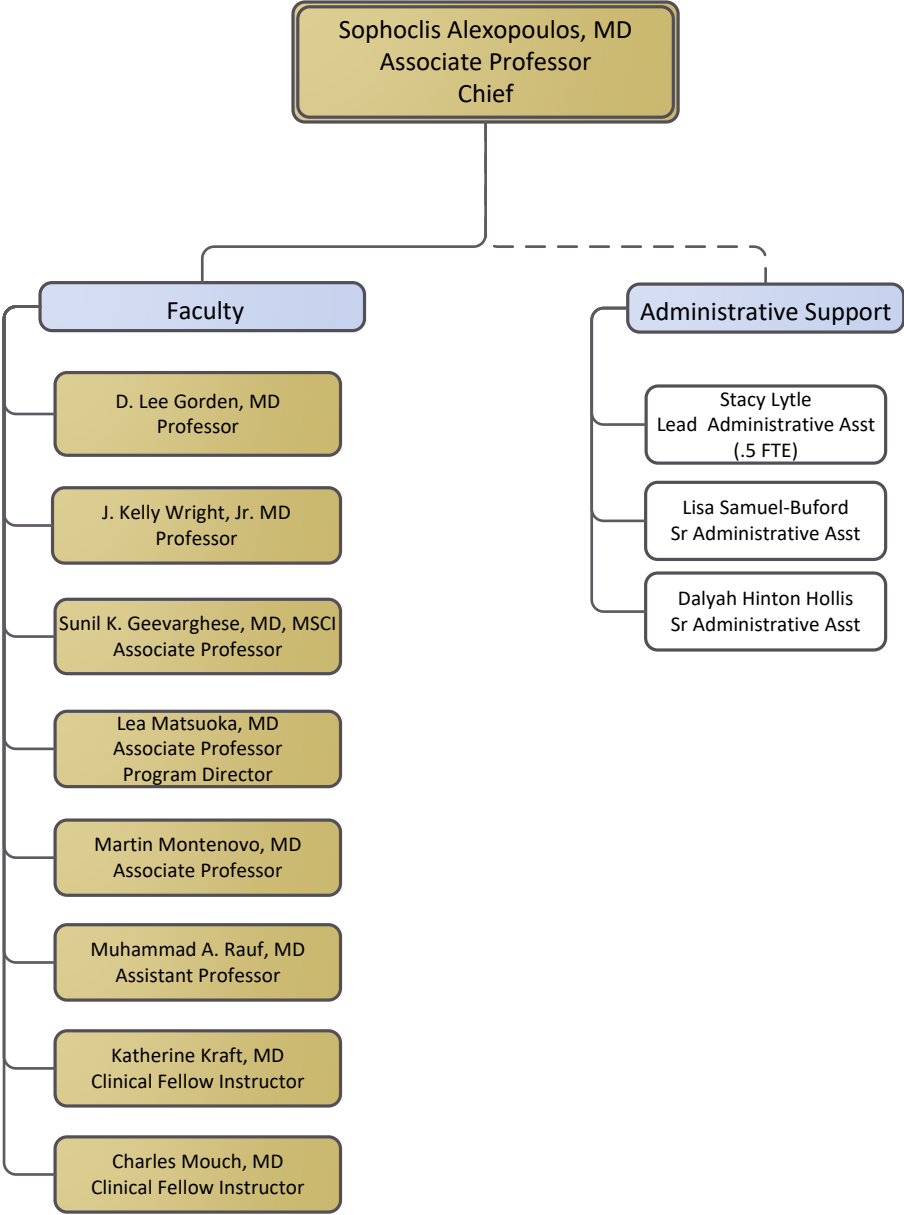 Sophoclis Alexopoulos, MD
Associate Professor
Chief
Faculty
D. Lee Gorden, MD
Professor
J. Kelly Wright, Jr. MD
Professor
Sunil K. Geevarghese, MD, MSCI
Associate Professor
Lea Matsuoka, MD
Associate Professor
Program Director
Martin Montenovo, MD
Associate Professor
Muhammad A. Rauf, MD
Assistant Professor
Katherine Kraft, MD
Clinical Fellow Instructor
Charles Mouch, MD
Clinical Fellow Instructor
Administrative Support
Stacy Lytle
Lead  Administrative Asst
(.5 FTE)
Lisa Samuel-Buford
Sr Administrative Asst
Dalyah Hinton Hollis
Sr Administrative Asst